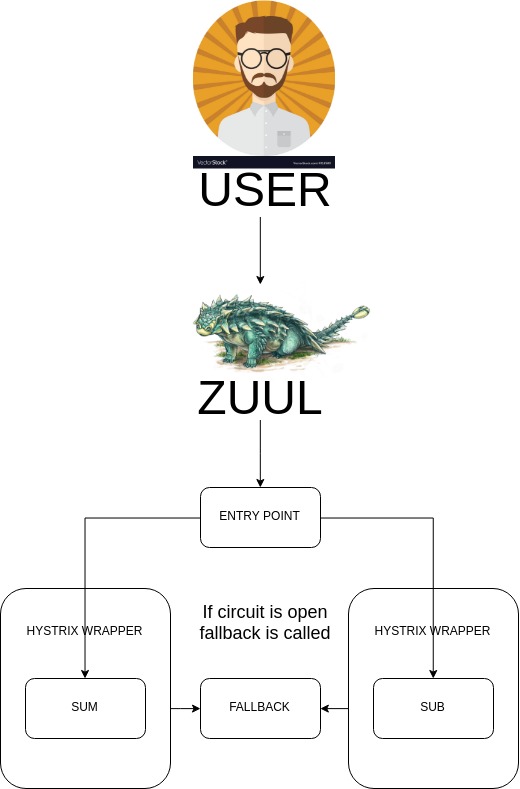 VectorStock®
USER
ZUUL
ENTRY POINT
HYSTRIX WRAPPER
If circuit is open
fallback is called
HYSTRIX WRAPPER
SUM
FALLBACK
SUB